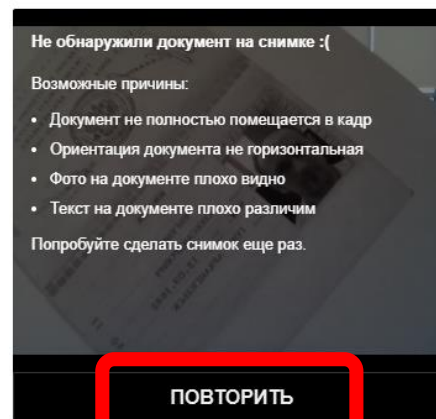 Не обнаружили документ на снимке :(
Возможные причины:
• Документ не полностью помещается в кадр
• Ориентация документа не горизонтальная
• Фото на документе плохо видно
• Текст на документе плохо различим
Попробуйте сделать снимок еще раз.
ПОВТОРИТЬ